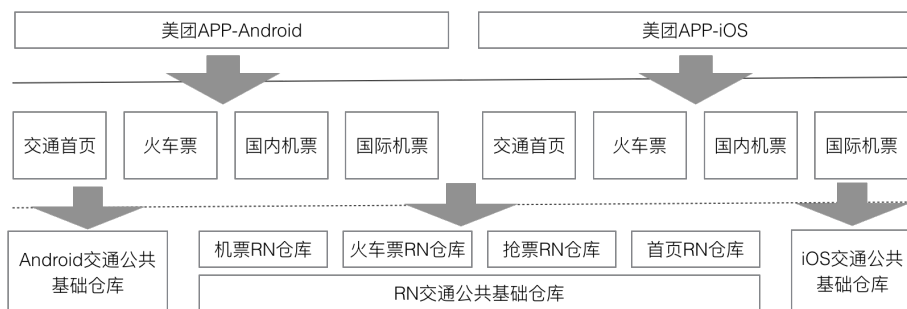 美团APP-Android
美团APP-iOS
交通首页
火车票
国内机票
国际机票
交通首页
火车票
国内机票
国际机票
Android交通公共
基础仓库
机票RN仓库
火车票RN仓库
抢票RN仓库
首页RN仓库
RN交通公共基础仓库
iOS交通公共
基础仓库